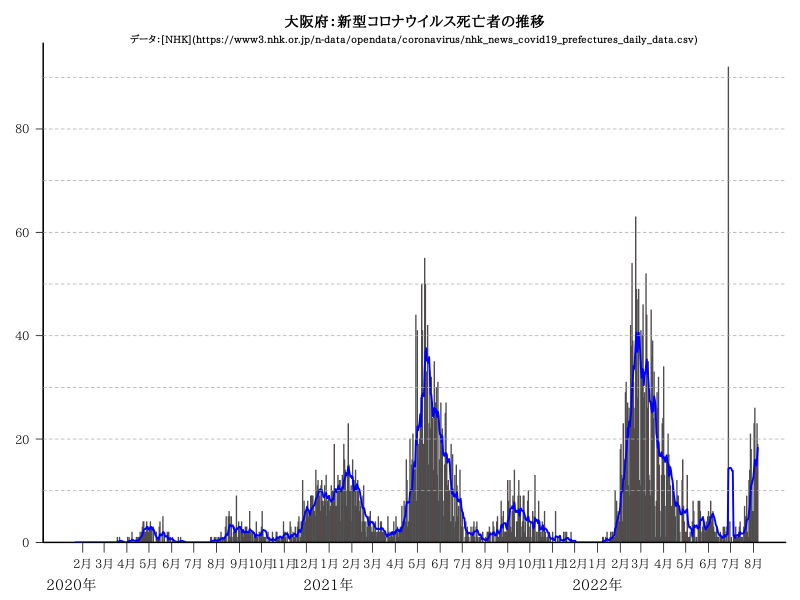 大阪府：新型コロナウイルス死亡者の推移
データ：[NHK](https://www3.nhk.or.jp/n-data/opendata/coronavirus/nhk_news_covid19_prefectures_daily_data.csv)
80
60
40
20
0
2月 3月 4月 5月 6月 7月 8月 9月 10月 11月 12月 1月 2月 3月 4月 5月 6月 7月 8月 9月 10月 11月 12月 1月 2月 3月 4月 5月 6月 7月 8月
2020年 2021年 2022年